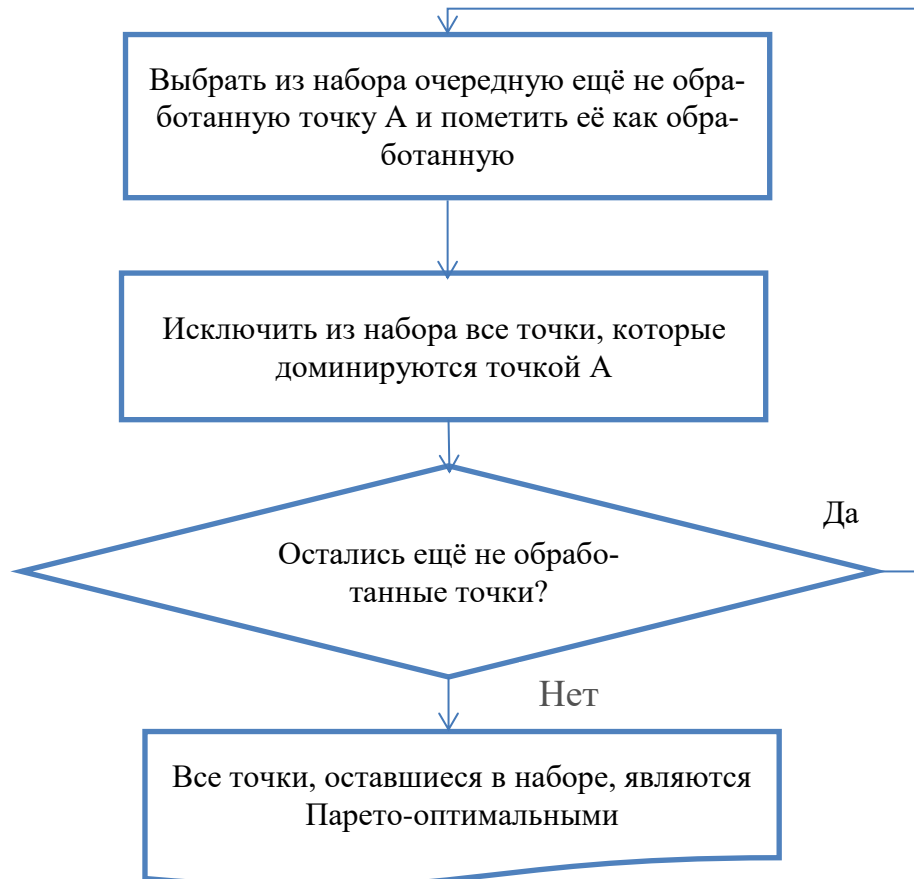 Выбрать из набора очередную ещё не обра-
ботанную точку А и пометить её как обра-
ботанную
Исключить из набора все точки, которые
доминируются точкой А
Да
Остались ещё не обрабо-
танные точки?
Нет
Все точки, оставшиеся в наборе, являются
Парето-оптимальными